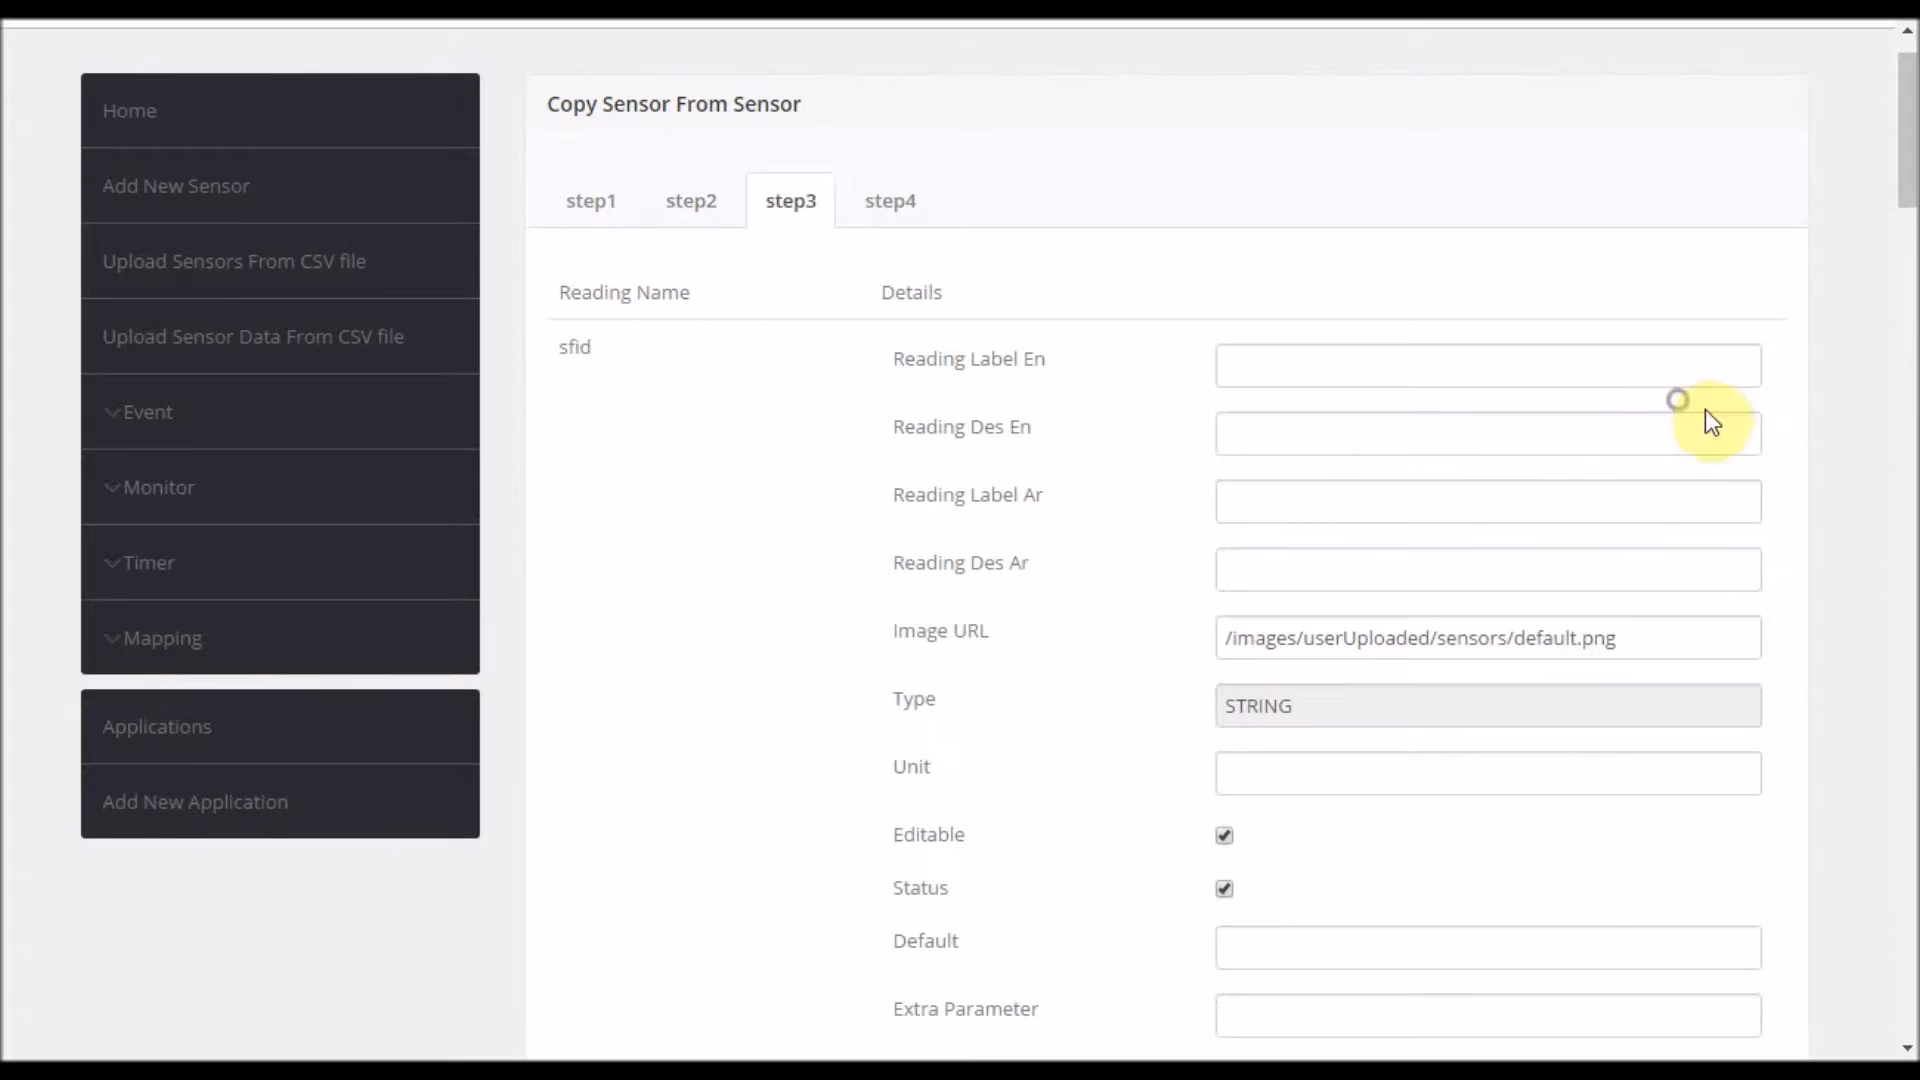 Home
Add New Sensor
Upload Sensors From CSV file
Upload Sensor Data From CSV file
Event
Monitor
Timer
Mapping
Applications
Add New Application
Copy Sensor From Sensor
step1 step2 step3 step4
Reading Name Details
sfid
Reading Label En
Reading Des En
Reading Label Ar
Reading Des Ar
Image URL /images/userUploaded/sensors/default.png
Type STRING
Unit
Editable
Status
Default
Extra Parameter